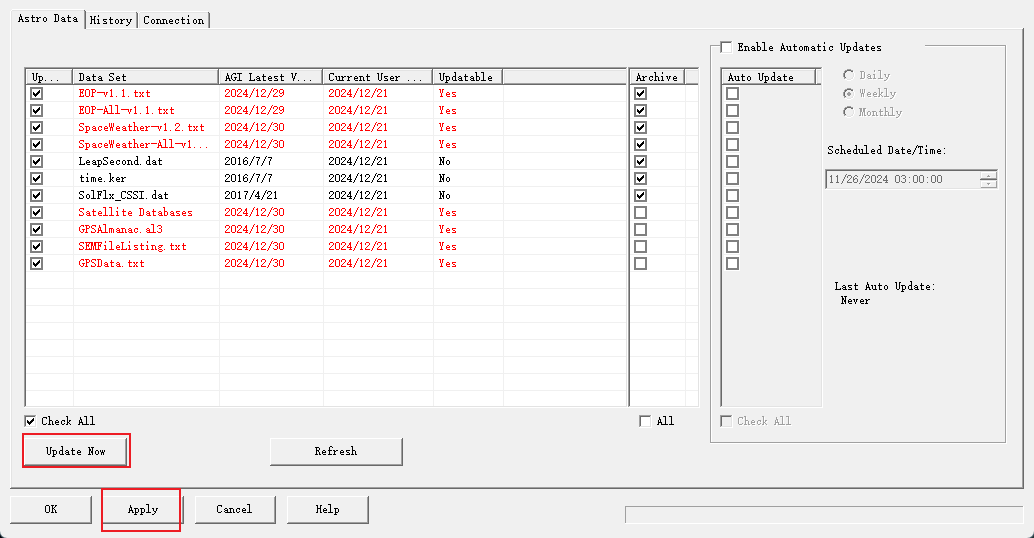 Astro Data History Connection
Enable Automatic Updates
Up... Data Set AGI Latest V... Current User ... Updatable Archive Auto Update
EOP-v1.1.txt 2024/12/29 2024/12/21 Yes
EOP-All-v1.1.txt 2024/12/29 2024/12/21 Yes
SpaceWeather-v1.2.txt 2024/12/30 2024/12/21 Yes
SpaceWeather-All-v1... 2024/12/30 2024/12/21 Yes
LeapSecond.dat 2016/7/7 2024/12/21 No
time.ker 2016/7/7 2024/12/21 No
SolFlx_CSSI.dat 2017/4/21 2024/12/21 No
Satellite Databases 2024/12/30 2024/12/21 Yes
GPSAlmanac.al3 2024/12/30 2024/12/21 Yes
SEMFileListing.txt 2024/12/30 2024/12/21 Yes
GPSData.txt 2024/12/30 2024/12/21 Yes
Daily
Weekly
Monthly
Scheduled Date/Time:
11/26/2024 03:00:00
Last Auto Update:
Never
Check All All Check All
Update Now Refresh
OK Apply Cancel Help